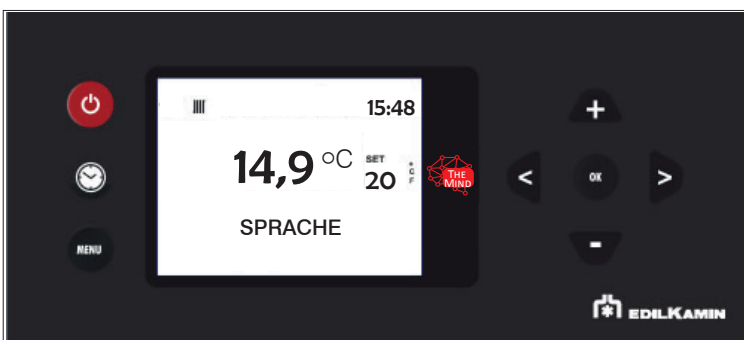 15:48
14,9 °C
SET
20
°C
F
THE
MIND
SPRACHE
MENU
+
<
OK
>
-
EDILKAMIN